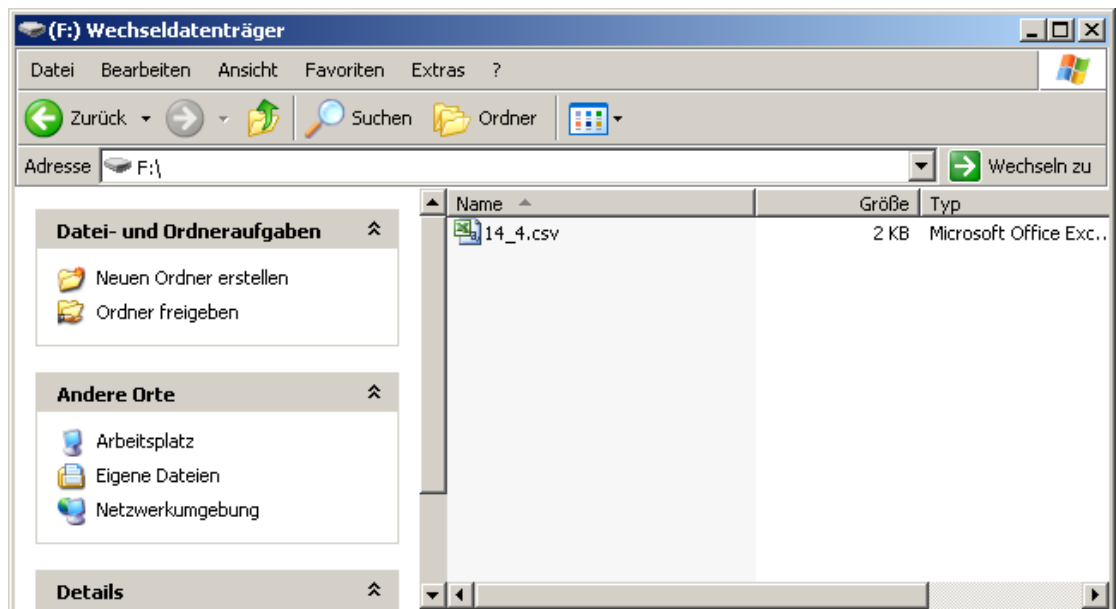 (F:) Wechseldatenträger
Datei Bearbeiten Ansicht Favoriten Extras ?
Zurück Suchen Ordner
Adresse F:\ Wechseln zu
Name Größe Typ
14_4.csv 2 KB Microsoft Office Exc..
Datei- und Ordneraufgaben
Neuen Ordner erstellen
Ordner freigeben
Andere Orte
Arbeitsplatz
Eigene Dateien
Netzwerkumgebung
Details